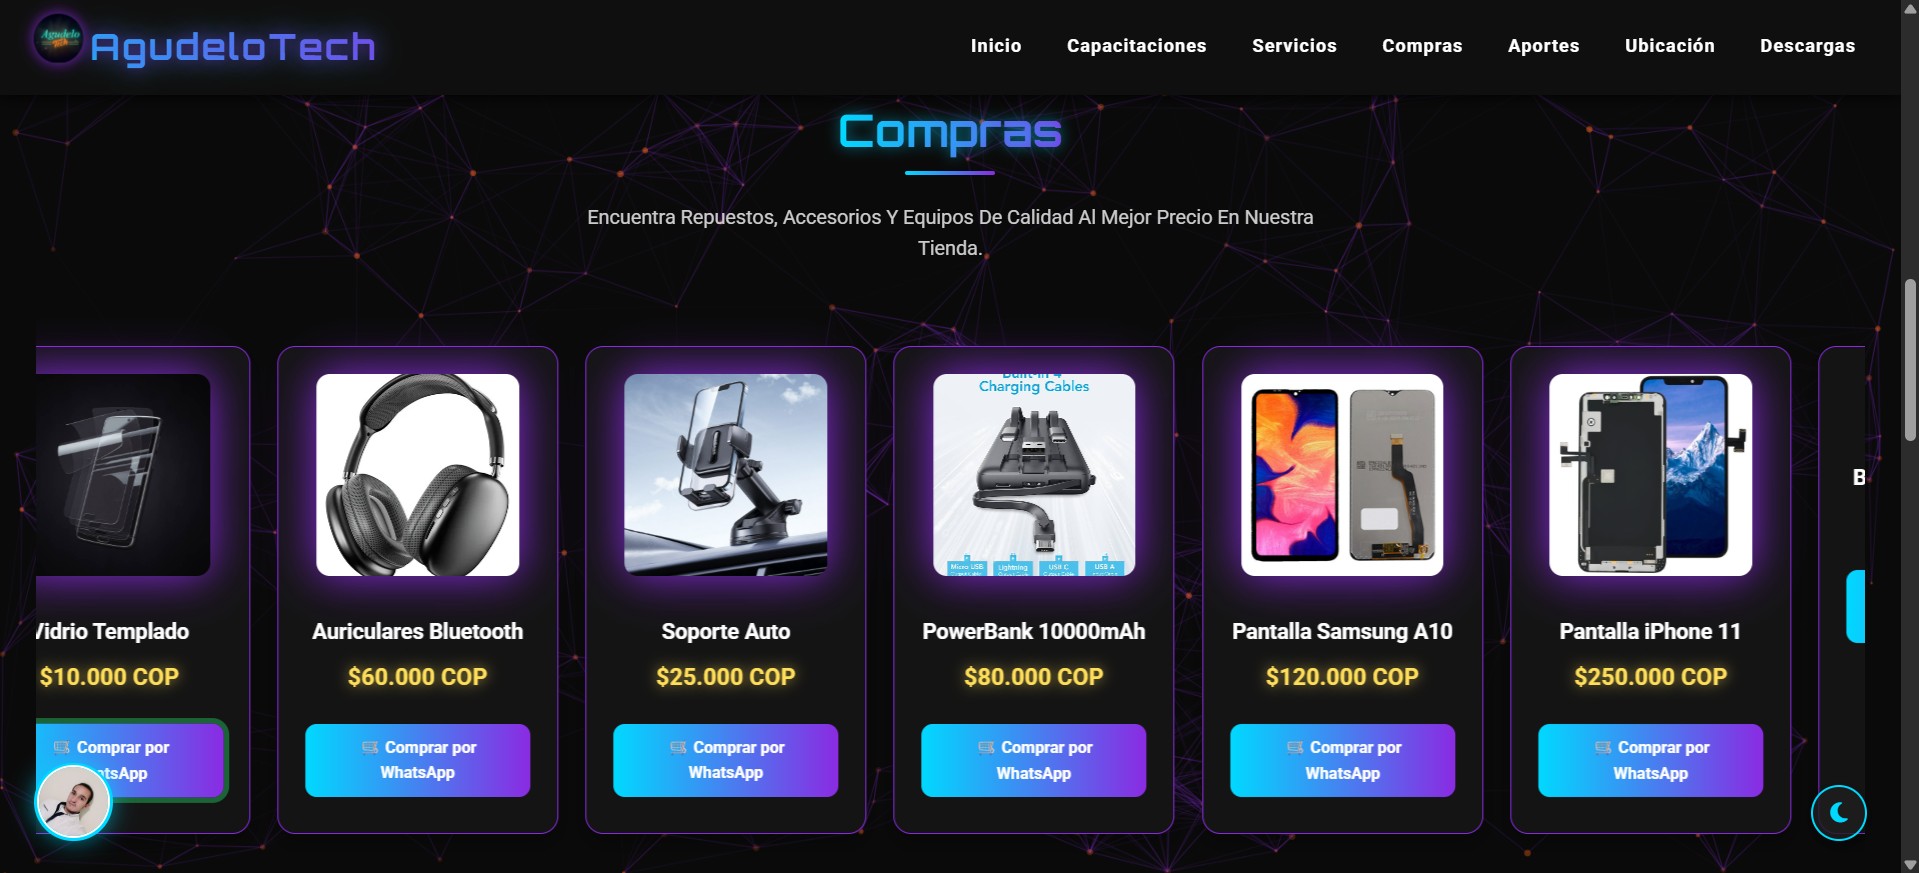 Agudelo
Tech
AgudeloTech
Inicio
Capacitaciones
Servicios
Compras
Aportes
Ubicación
Descargas
Compras
Encuentra Repuestos, Accesorios Y Equipos De Calidad Al Mejor Precio En Nuestra
Tienda.
Vidrio Templado
$10.000 COP
Comprar por
WhatsApp
Auriculares Bluetooth
$60.000 COP
Comprar por
WhatsApp
Soporte Auto
$25.000 COP
Comprar por
WhatsApp
Built-in 4
Charging Cables
Micro USB
Lightning
USB C
USB A
PowerBank 10000mAh
$80.000 COP
Comprar por
WhatsApp
Pantalla Samsung A10
$120.000 COP
Comprar por
WhatsApp
Pantalla iPhone 11
$250.000 COP
Comprar por
WhatsApp
B